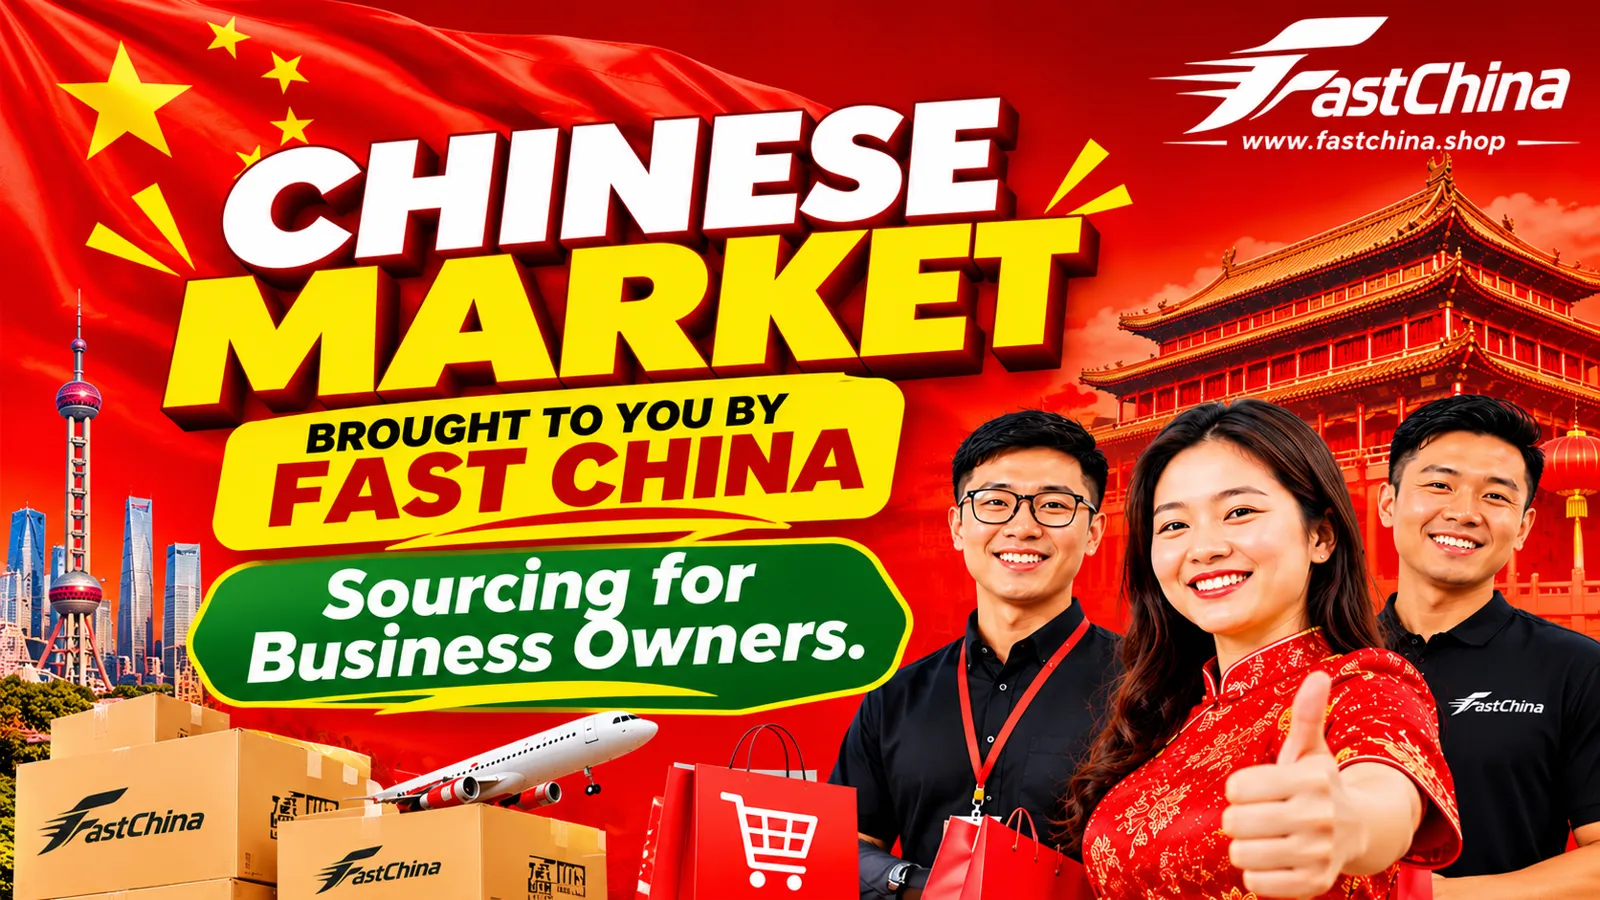 FastChina
www.fastchina.shop
CHINESE
MARKET
BROUGHT TO YOU BY
FAST CHINA
Sourcing for
Business Owners.
FastChina
FastChina
FastChina